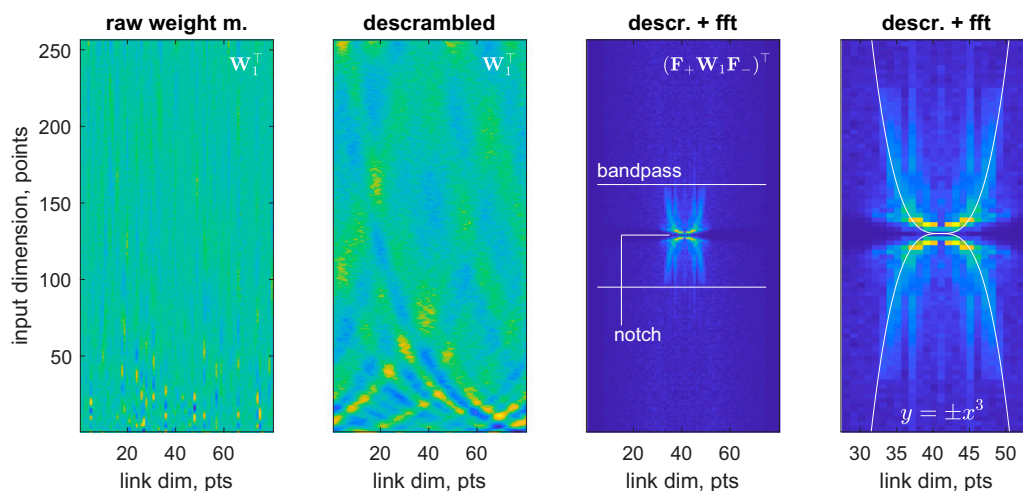 raw weight m.
descrambled
descr. + fft
descr. + fft
input dimension, points
250
200
150
100
50
W₁ᵀ
W₁ᵀ
(F₊W₁F₋)ᵀ
bandpass
notch
y = ±x³
20 40 60
20 40 60
20 40 60
30 35 40 45 50
link dim, pts
link dim, pts
link dim, pts
link dim, pts